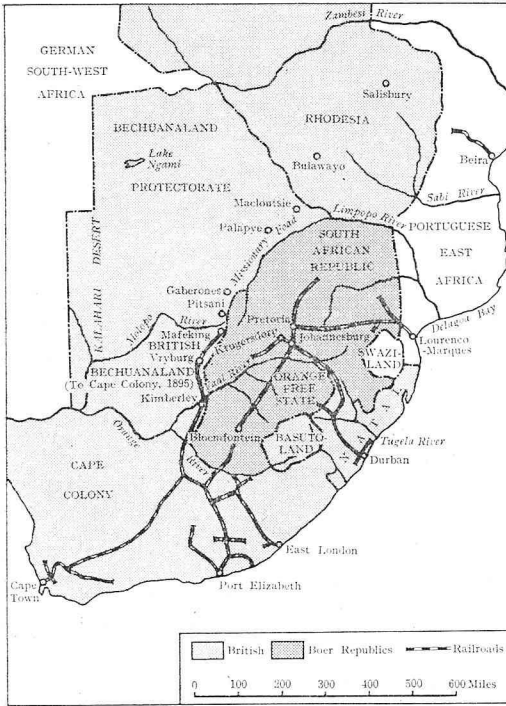 Zambesi River
GERMAN
SOUTH-WEST
AFRICA
Salisbury
RHODESIA
BECHUANALAND
Lake
Ngami
Bulawayo
Beira
PROTECTORATE
Sabi River
Macloutsie
Limpopo River
Palapye
Missionary Road
PORTUGUESE
EAST
AFRICA
SOUTH
AFRICAN
REPUBLIC
KALAHARI DESERT
Gaberones
Pitsani
Molopo River
Delagoa Bay
Pretoria
Mafeking
Krugersdorp
Johannesburg
Lourenco-
Marques
BRITISH
Vryburg
SWAZI-
LAND
BECHUANALAND
(To Cape Colony, 1895)
Vaal River
ORANGE
FREE
STATE
Kimberley
NATAL
Orange River
Bloemfontein
BASUTO-
LAND
Tugela River
Durban
CAPE
COLONY
East London
Cape
Town
Port Elizabeth
British
Boer Republics
Railroads
0 100 200 300 400 500 600 Miles